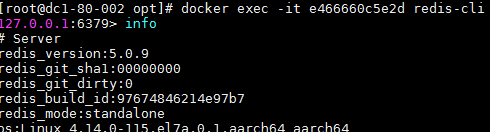 [root@dc1-80-002 opt]# docker exec -it e466660c5e2d redis-cli
127.0.0.1:6379> info
# Server
redis_version:5.0.9
redis_git_sha1:00000000
redis_git_dirty:0
redis_build_id:97674846214e97b7
redis_mode:standalone
os:Linux 4.14.0-115.el7a.0.1.aarch64 aarch64